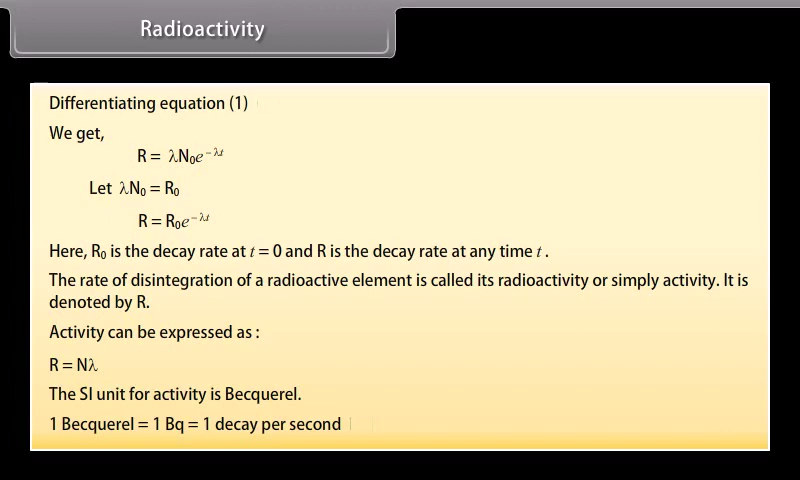 Radioactivity
Differentiating equation (1)
We get,
R = λN₀e⁻λt
Let λN₀ = R₀
R = R₀e⁻λt
Here, R₀ is the decay rate at t = 0 and R is the decay rate at any time t .
The rate of disintegration of a radioactive element is called its radioactivity or simply activity. It is
denoted by R.
Activity can be expressed as :
R = Nλ
The SI unit for activity is Becquerel.
1 Becquerel = 1 Bq = 1 decay per second